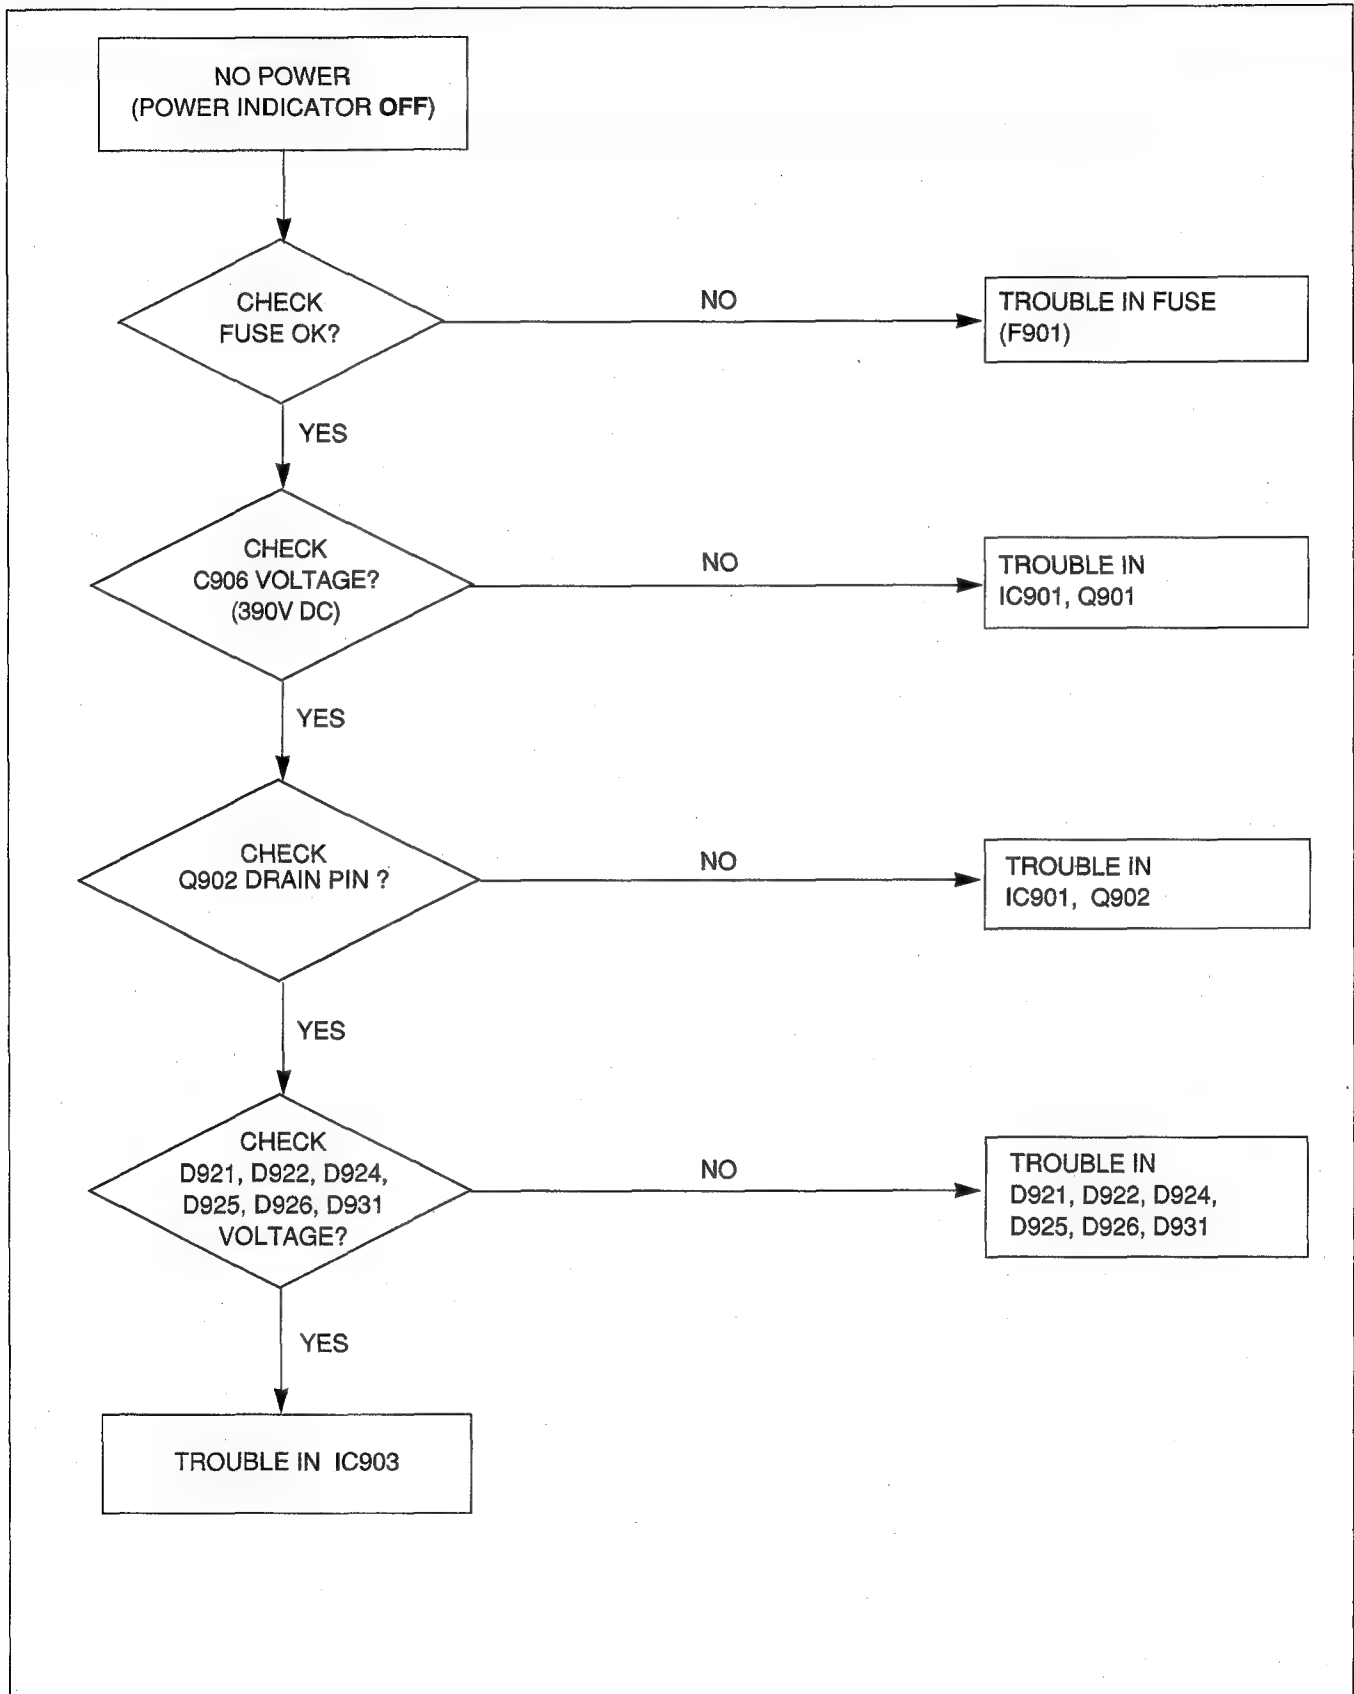 NO POWER
(POWER INDICATOR OFF)
CHECK
FUSE OK?
NO
TROUBLE IN FUSE
(F901)
YES
CHECK
C906 VOLTAGE?
(390V DC)
NO
TROUBLE IN
IC901, Q901
YES
CHECK
Q902 DRAIN PIN ?
NO
TROUBLE IN
IC901, Q902
YES
CHECK
D921, D922, D924,
D925, D926, D931
VOLTAGE?
NO
TROUBLE IN
D921, D922, D924,
D925, D926, D931
YES
TROUBLE IN IC903